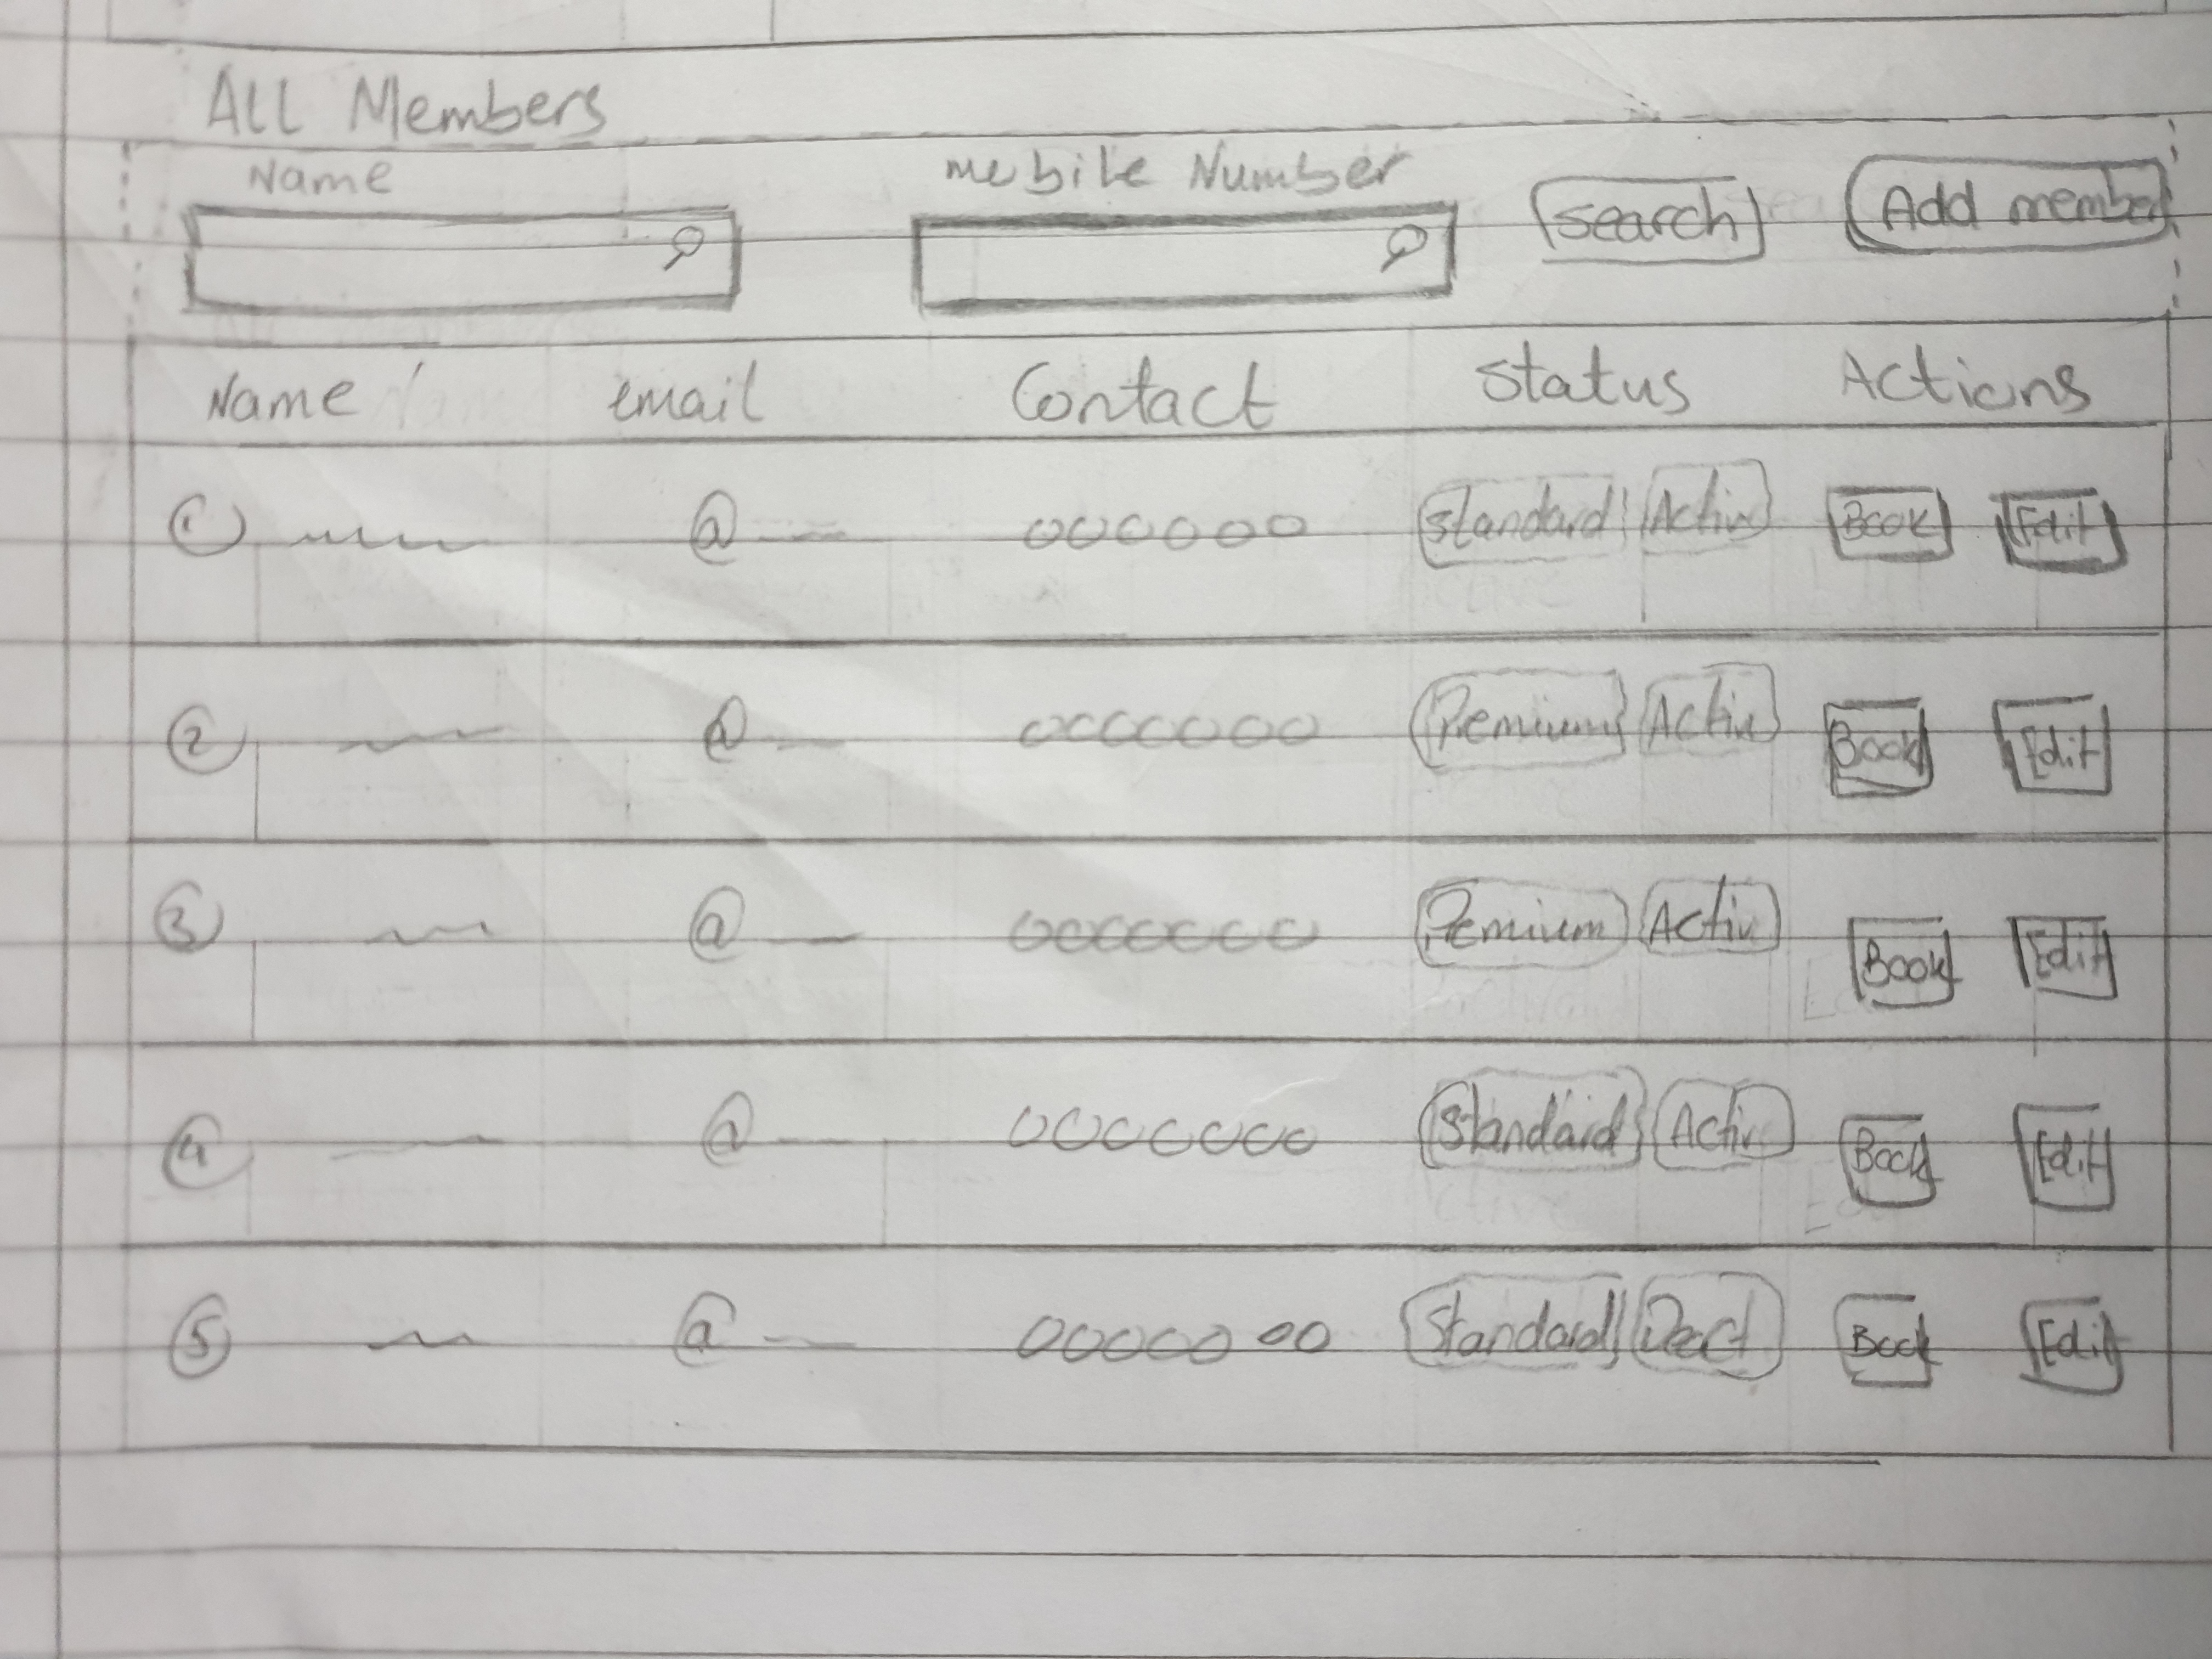 All Members
Name mobile Number
Search Add member
Name email Contact Status Actions
1 @ 0000000 Standard Activ Book Edit
2 @ Premium Activ Book Edit
3 @ Premium Activ Book Edit
4 @ Standard Activ Book Edit
5 @ Standard Book Edit